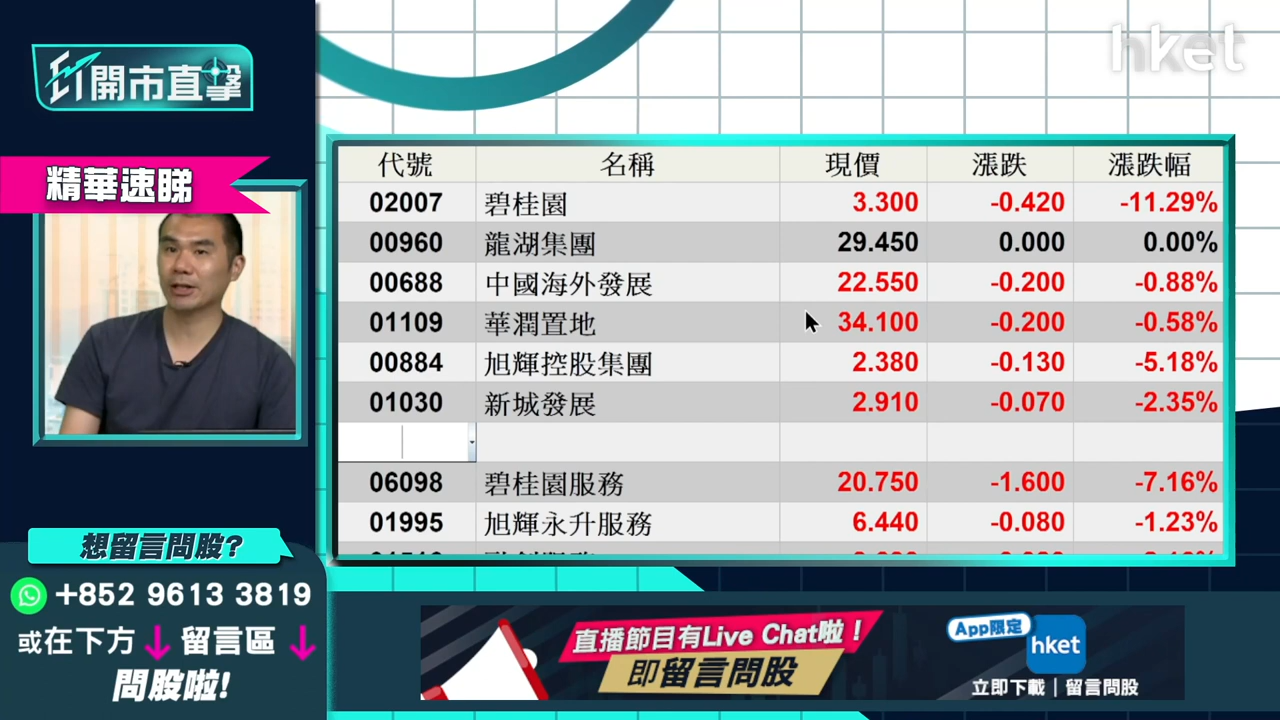 hket
ET開市直擊
精華速睇
代號 名稱 現價 漲跌 漲跌幅
02007 碧桂園 3.300 -0.420 -11.29%
00960 龍湖集團 29.450 0.000 0.00%
00688 中國海外發展 22.550 -0.200 -0.88%
01109 華潤置地 34.100 -0.200 -0.58%
00884 旭輝控股集團 2.380 -0.130 -5.18%
01030 新城發展 2.910 -0.070 -2.35%
06098 碧桂園服務 20.750 -1.600 -7.16%
01995 旭輝永升服務 6.440 -0.080 -1.23%
想留言問股?
+852 9613 3819
或在下方 留言區
問股啦!
直播節目有Live Chat啦！
即留言問股
App限定
hket
立即下載｜留言問股